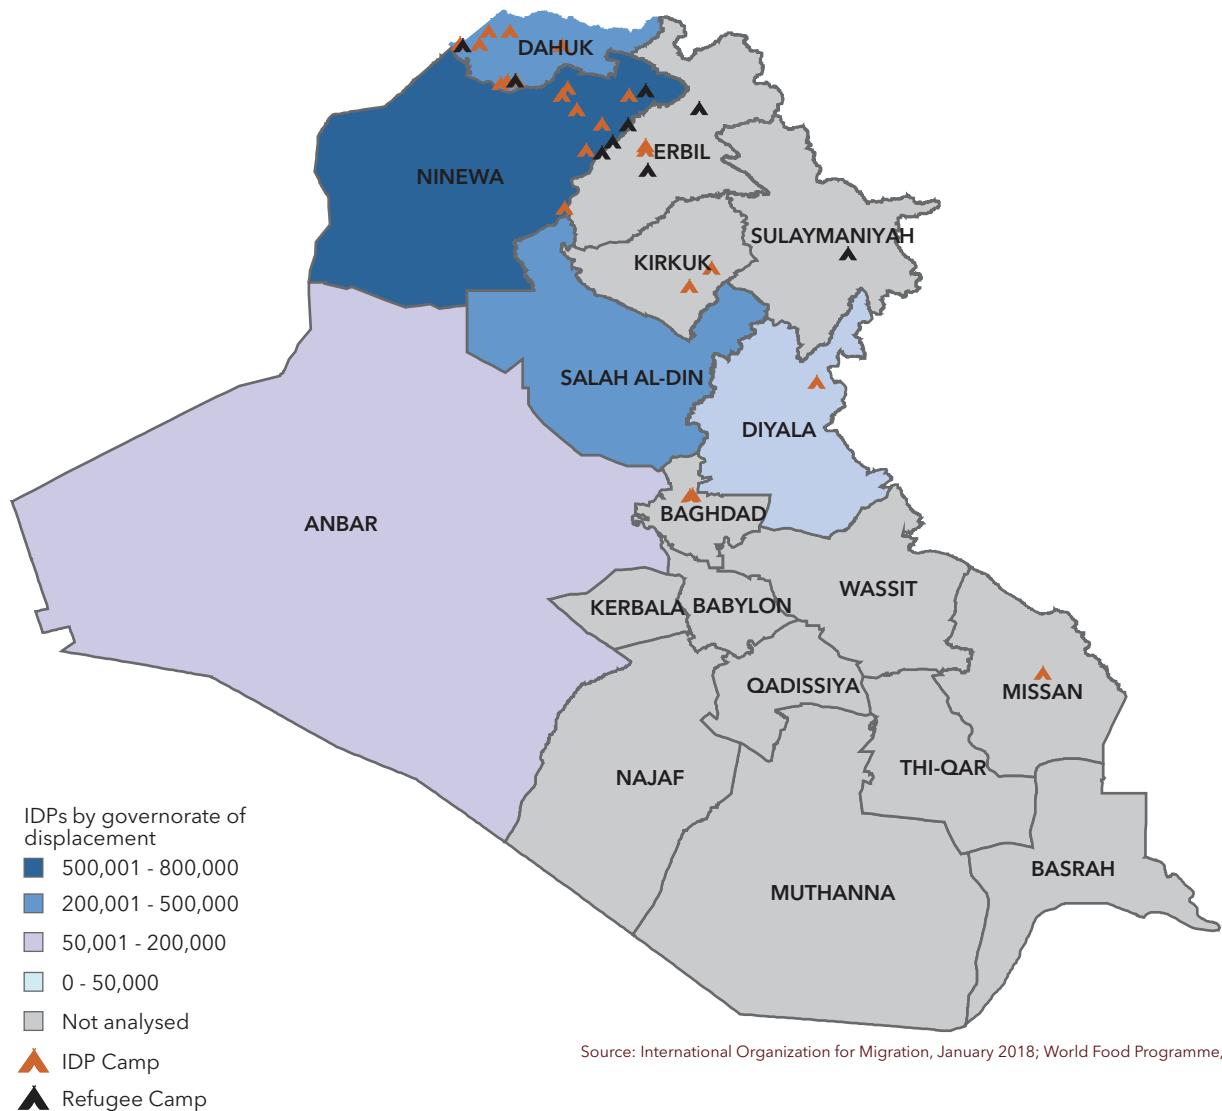 DAHUK
NINEWA
ERBIL
SULAYMANIYAH
KIRKUK
SALAH AL-DIN
DIYALA
ANBAR
BAGHDAD
WASSIT
KERBALA
BABYLON
QADISSIYA
MISSAN
NAJAF
THI-QAR
BASRAH
MUTHANNA
IDPs by governorate of
displacement
500,001 - 800,000
200,001 - 500,000
50,001 - 200,000
0 - 50,000
Not analysed
IDP Camp
Refugee Camp
Source: International Organization for Migration, January 2018; World Food Programme,